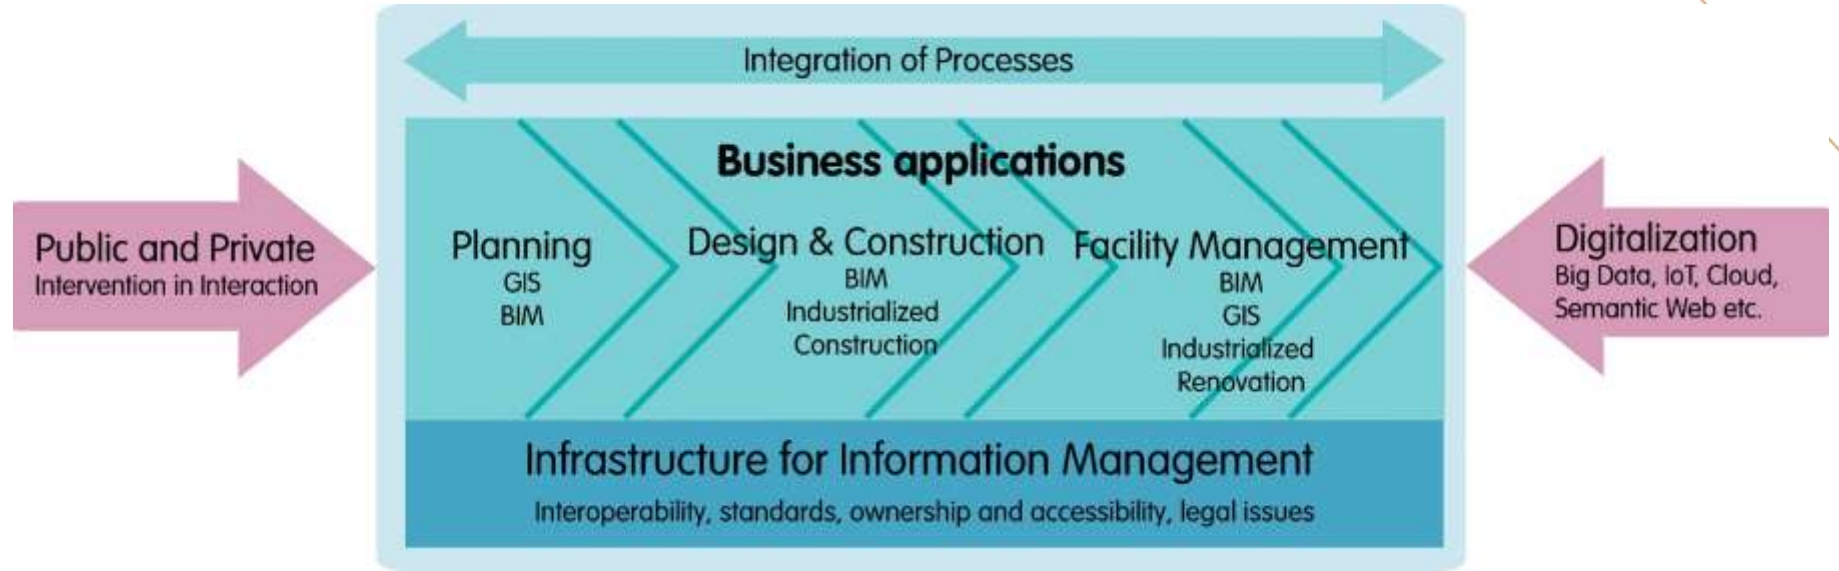 Integration of Processes
Business applications
Public and Private
Intervention in Interaction
Planning
GIS
BIM
Design & Construction
BIM
Industrialized
Construction
Facility Management
BIM
GIS
Industrialized
Renovation
Digitalization
Big Data, IoT, Cloud,
Semantic Web etc.
Infrastructure for Information Management
Interoperability, standards, ownership and accessibility, legal issues